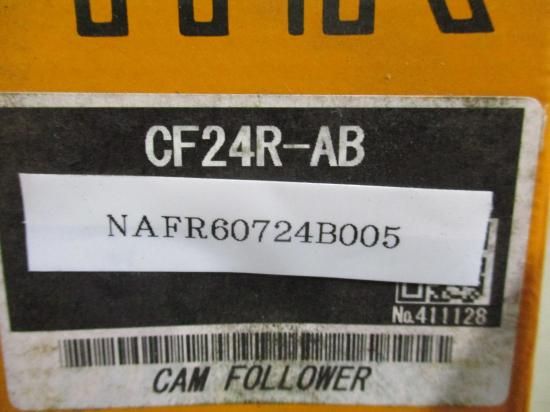 CF24R-AB
NAFR60724B005
No.411128
CAM FOLLOWER